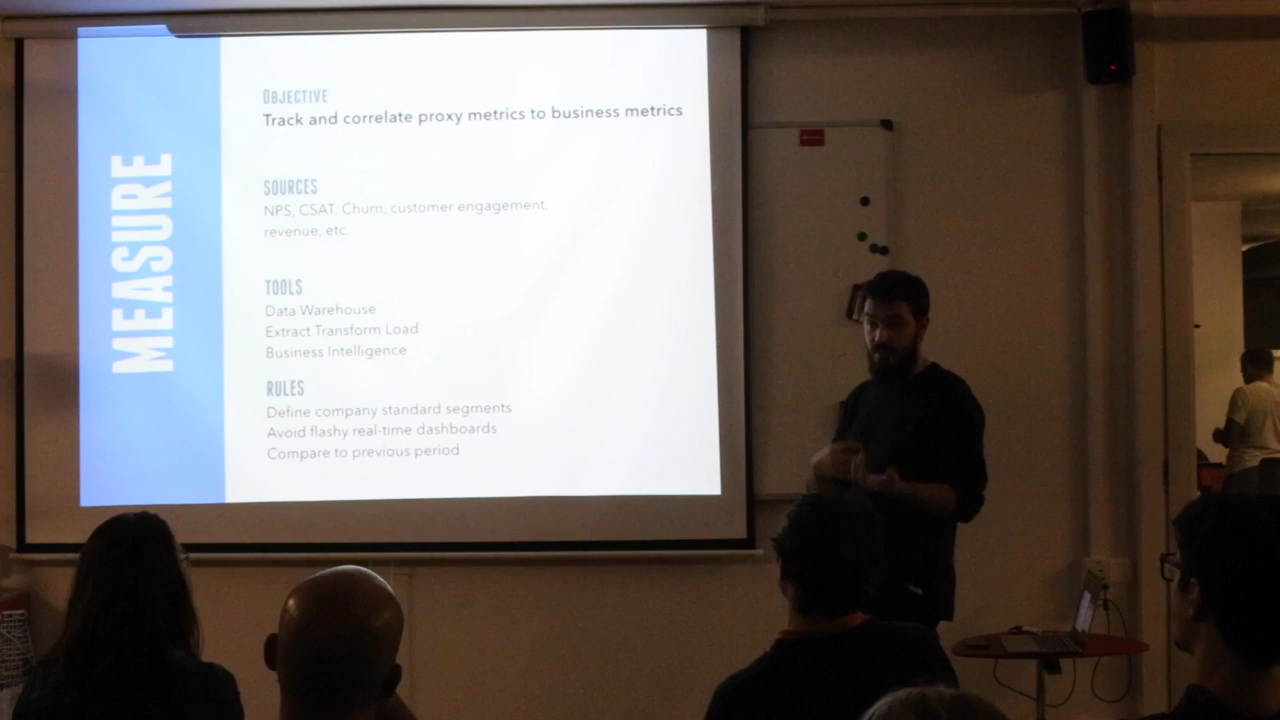 MEASURE
OBJECTIVE
Track and correlate proxy metrics to business metrics
SOURCES
NPS, CSAT, Churn, customer engagement,
revenue, etc.
TOOLS
Data Warehouse
Extract Transform Load
Business Intelligence
RULES
Define company standard segments
Avoid flashy real-time dashboards
Compare to previous period